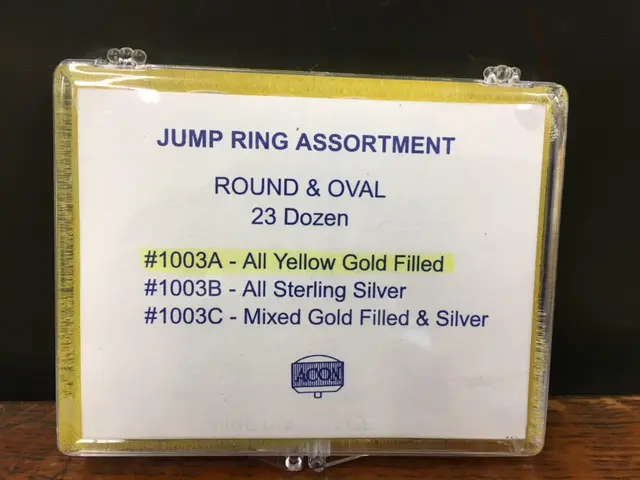 JUMP RING ASSORTMENT
ROUND & OVAL
23 Dozen
#1003A - All Yellow Gold Filled
#1003B - All Sterling Silver
#1003C - Mixed Gold Filled & Silver
ACON